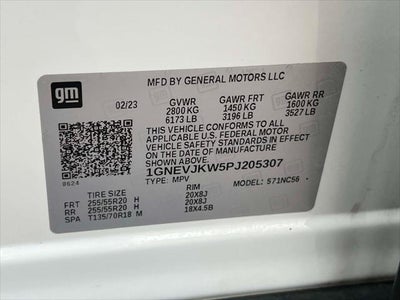 gm
MFD BY GENERAL MOTORS LLC
02/23 GVWR GAWR FRT GAWR RR
2800 KG 1450 KG 1600 KG
6173 LB 3196 LB 3527 LB
THIS VEHICLE CONFORMS TO ALL
APPLICABLE U.S. FEDERAL MOTOR
VEHICLE SAFETY STANDARDS IN EFFECT
ON THE DATE OF MANUFACTURE SHOWN ABOVE.
1GNEVJKW5PJ205307
8624 TYPE: MPV MODEL: 571NC56
TIRE SIZE RIM
FRT 255/55R20 H 20X8J
RR 255/55R20 H 20X8J
SPA T135/70R18 M 18X4.5B